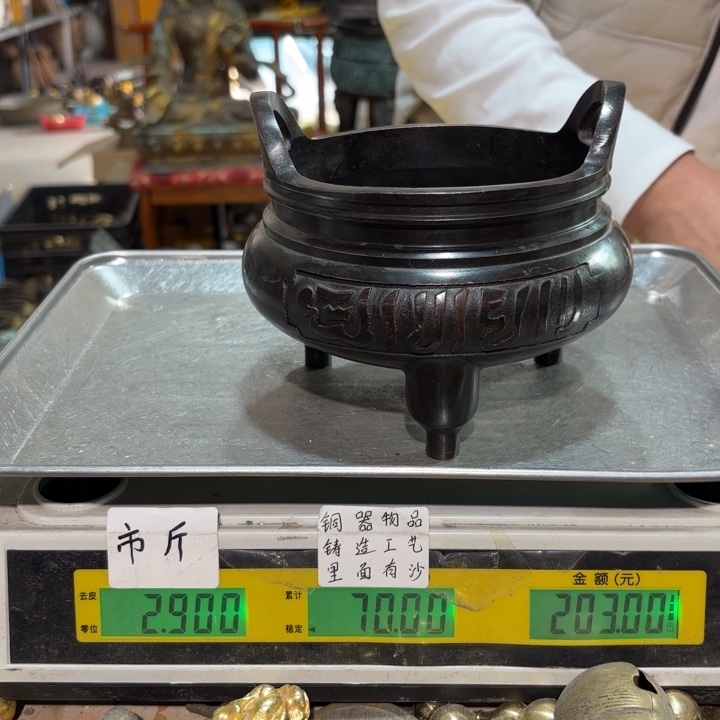 市斤
铜器物品
铸造工艺
里面有沙
金额(元)
去皮
零位
2.900
累计
稳定
70.00
203.00